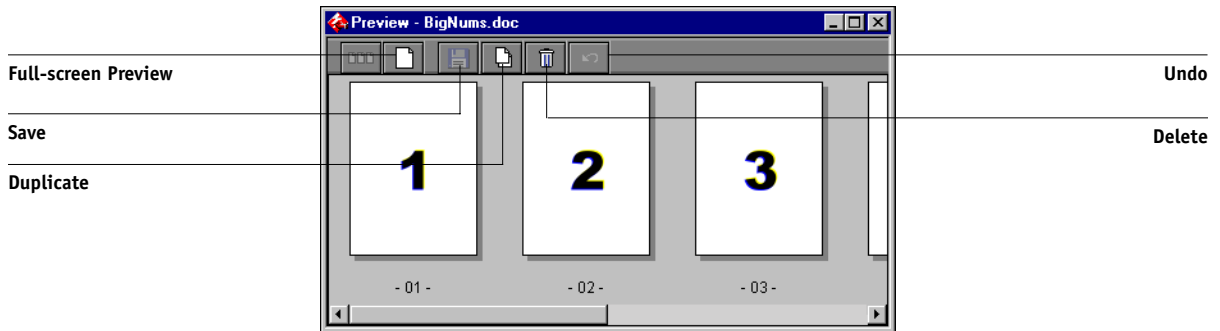 Preview - BigNums.doc
Full-screen Preview
Undo
Save
Delete
Duplicate
1 2 3
- 01 - - 02 - - 03 -